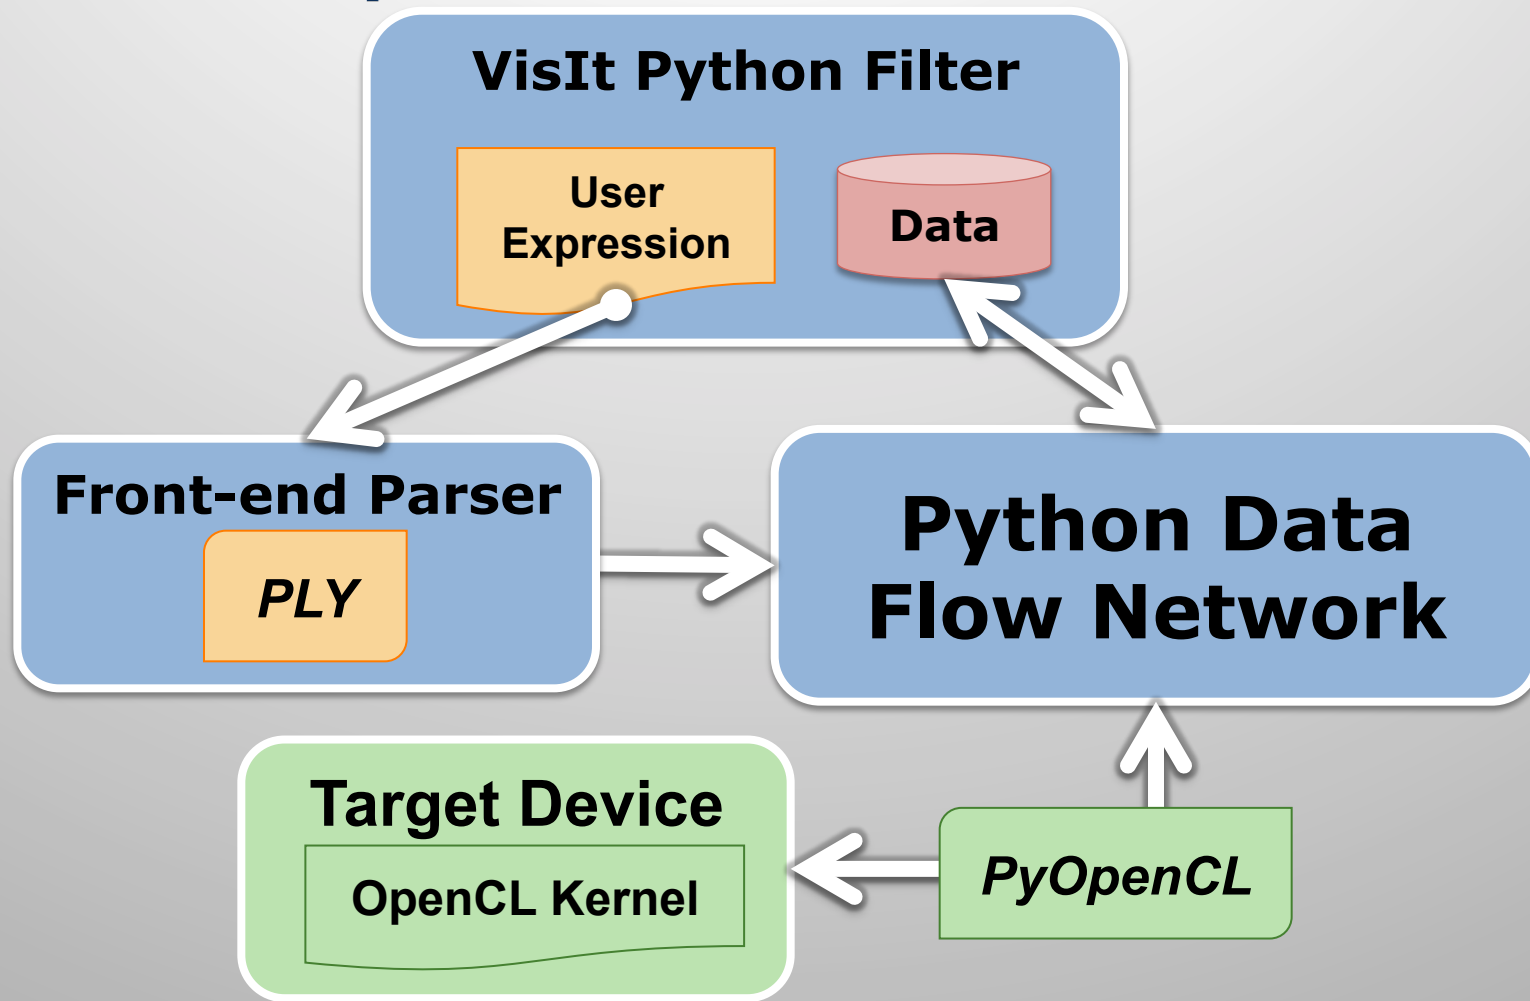 VisIt Python Filter
User
Expression
Data
Front-end Parser
PLY
Python Data
Flow Network
Target Device
OpenCL Kernel
PyOpenCL